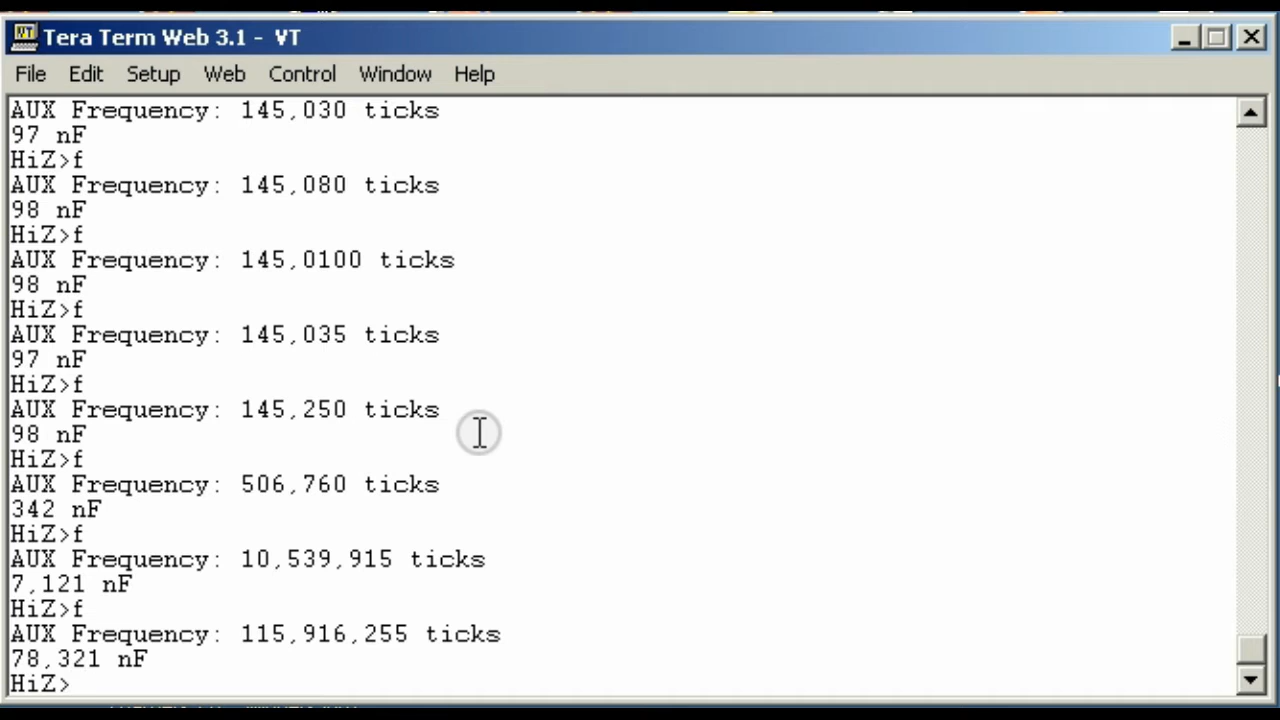 Tera Term Web 3.1 - VT
File Edit Setup Web Control Window Help
AUX Frequency: 145,030 ticks
97 nF
HiZ>f
AUX Frequency: 145,080 ticks
98 nF
HiZ>f
AUX Frequency: 145,0100 ticks
98 nF
HiZ>f
AUX Frequency: 145,035 ticks
97 nF
HiZ>f
AUX Frequency: 145,250 ticks
98 nF
HiZ>f
AUX Frequency: 506,760 ticks
342 nF
HiZ>f
AUX Frequency: 10,539,915 ticks
7,121 nF
HiZ>f
AUX Frequency: 115,916,255 ticks
78,321 nF
HiZ>